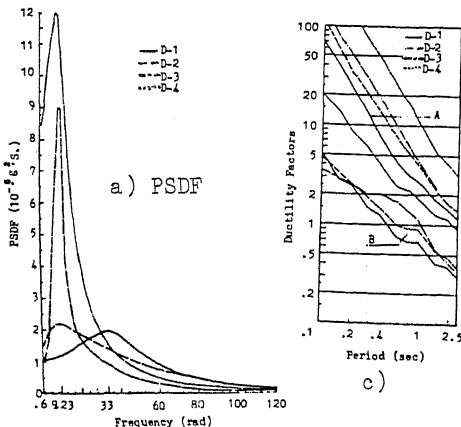 12
11
10
9
8
7
6
5
4
3
2
1
PSDF (10⁻⁵g²S.)
D-1
D-2
D-3
D-4
a) PSDF
.6 9.23 33 60 80 100 120
Frequency (rad)
100
50
20
10
5
2
1
.5
.2
Ductility Factors
D-1
D-2
D-3
D-4
A
B
.1 .2 .4 1 2.5
Period (sec)
c)